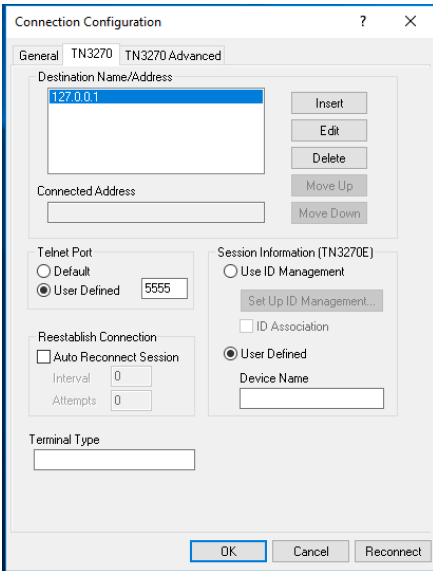 Connection Configuration ? ×
General TN3270 TN3270 Advanced
Destination Name/Address
127.0.0.1
Insert
Edit
Delete
Move Up
Move Down
Connected Address
Telnet Port
Default
User Defined 5555
Reestablish Connection
Auto Reconnect Session
Interval 0
Attempts 0
Session Information (TN3270E)
Use ID Management
Set Up ID Management...
ID Association
User Defined
Device Name
Terminal Type
OK Cancel Reconnect